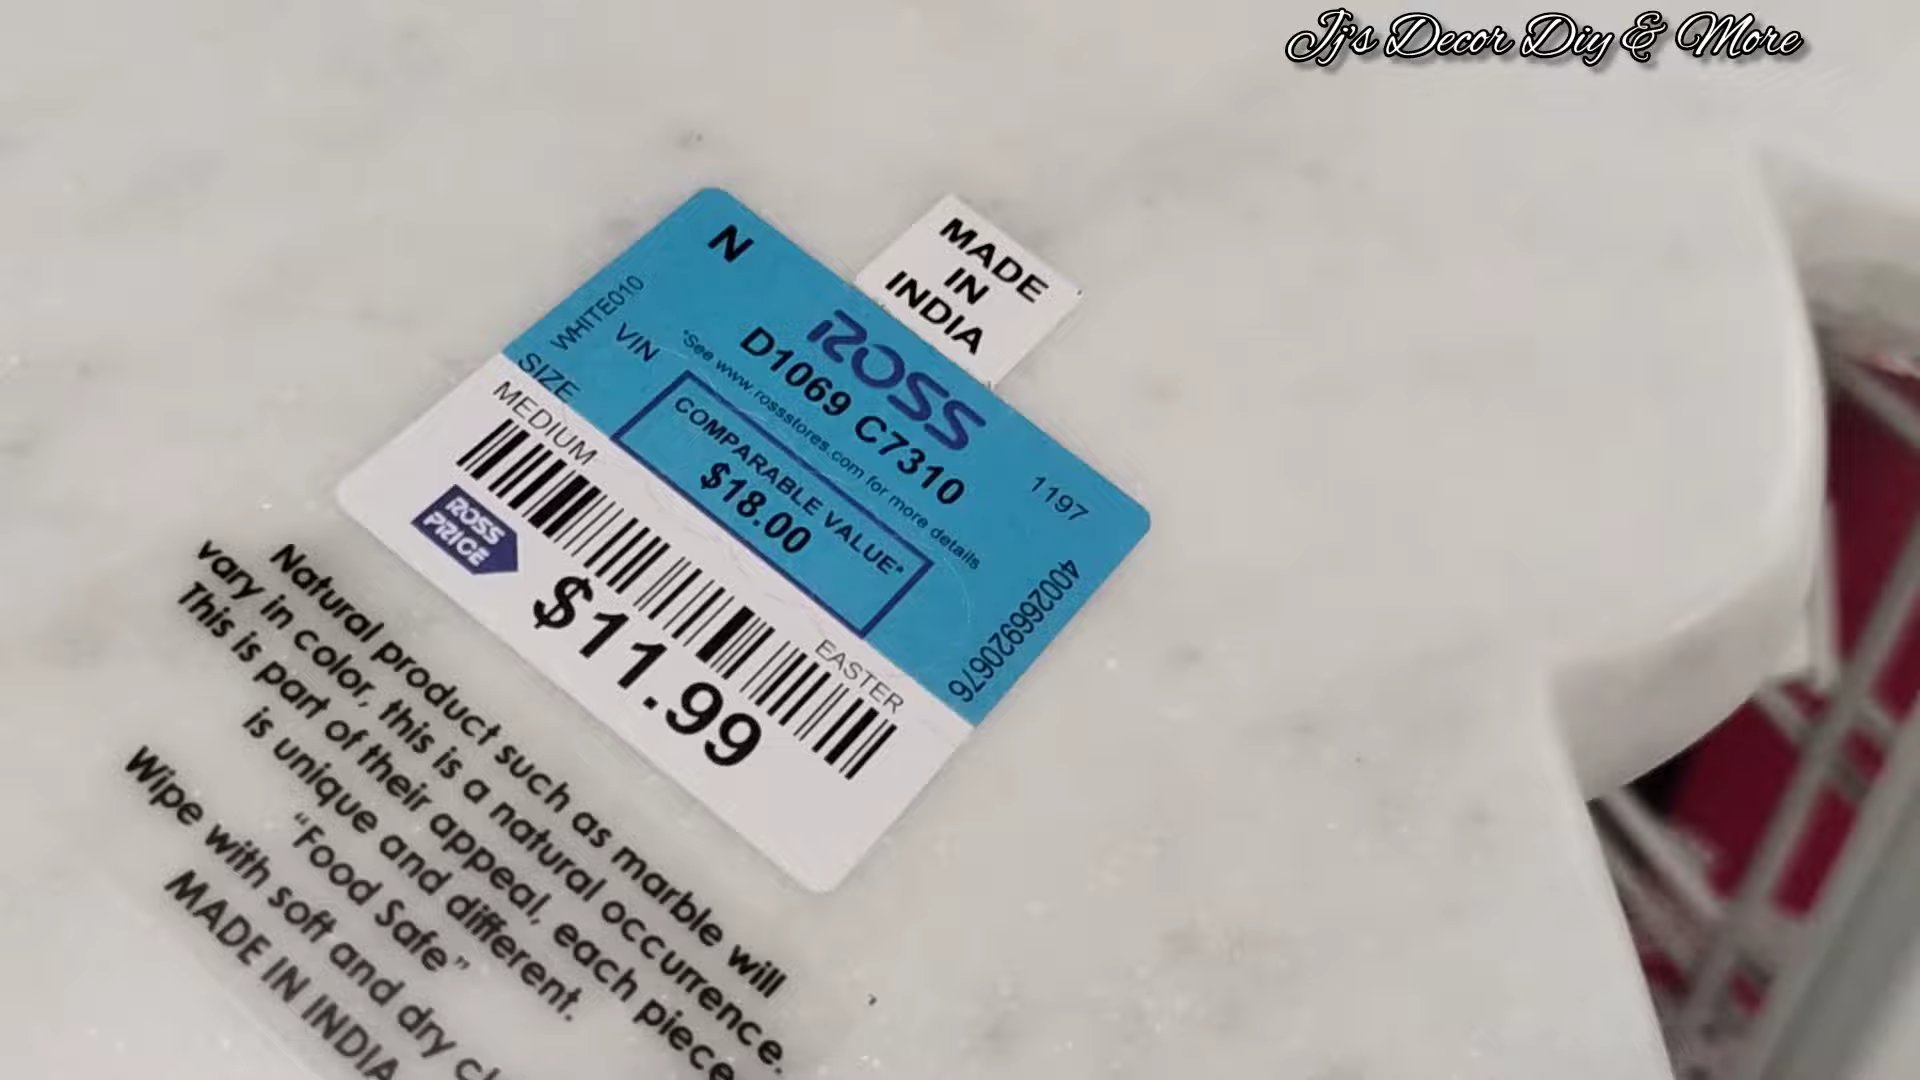 Jj's Decor Diy & More
MADE
IN
INDIA
N
ROSS
D1069 C7310
*See www.rossstores.com for more details
WHITE010
VIN
1197
SIZE
MEDIUM
COMPARABLE VALUE*
$18.00
400266920676
EASTER
ROSS
PRICE
$11.99
Natural product such as marble will
vary in color, this is a natural occurrence.
This is part of their appeal, each piece
is unique and different.
"Food Safe"
Wipe with soft and dry
MADE IN INDIA